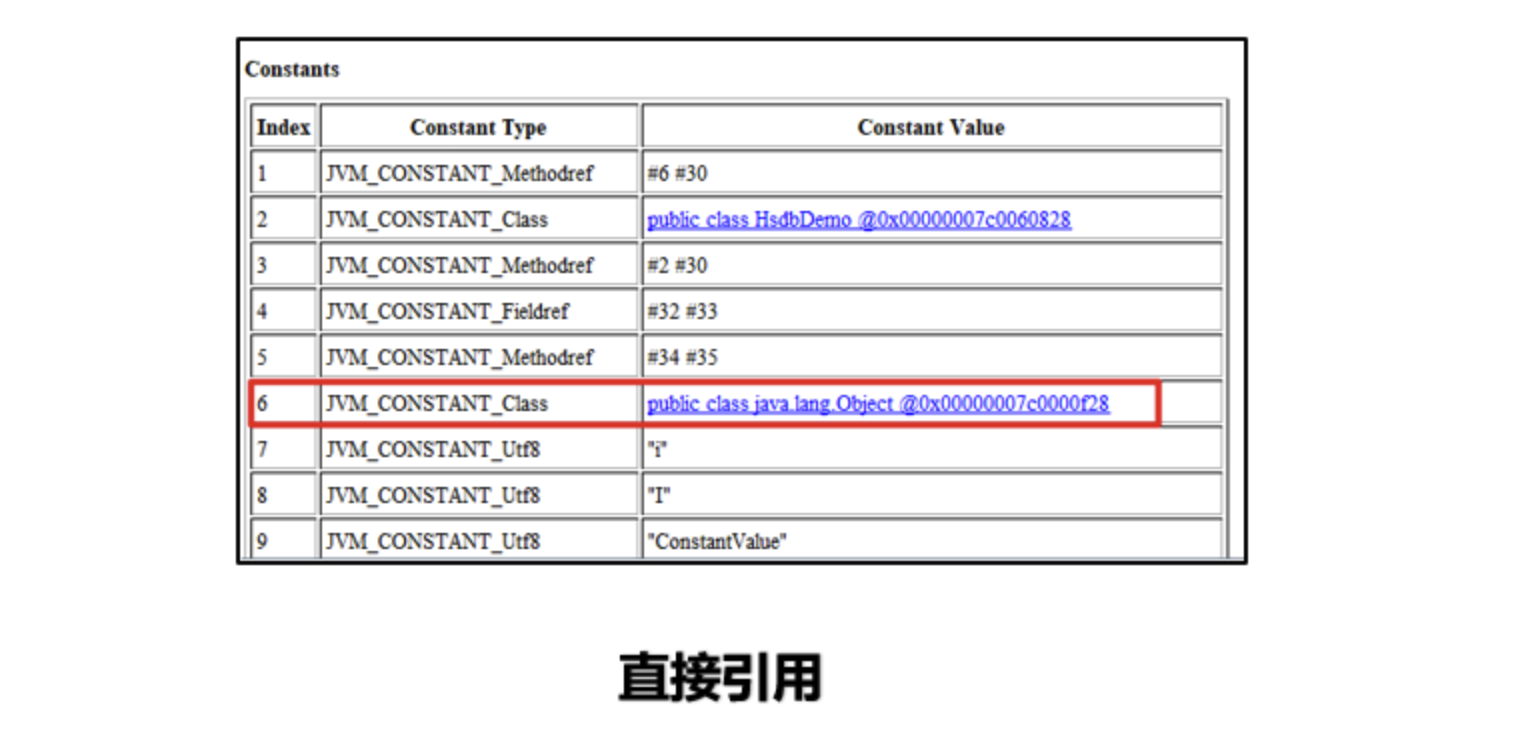 Constants
Index Constant Type Constant Value
1 JVM_CONSTANT_Methodref #6 #30
2 JVM_CONSTANT_Class public class HsdbDemo @0x00000007c0060828
3 JVM_CONSTANT_Methodref #2 #30
4 JVM_CONSTANT_Fieldref #32 #33
5 JVM_CONSTANT_Methodref #34 #35
6 JVM_CONSTANT_Class public class java.lang.Object @0x00000007c0000f28
7 JVM_CONSTANT_Utf8 "i"
8 JVM_CONSTANT_Utf8 "I"
9 JVM_CONSTANT_Utf8 "ConstantValue"
直接引用